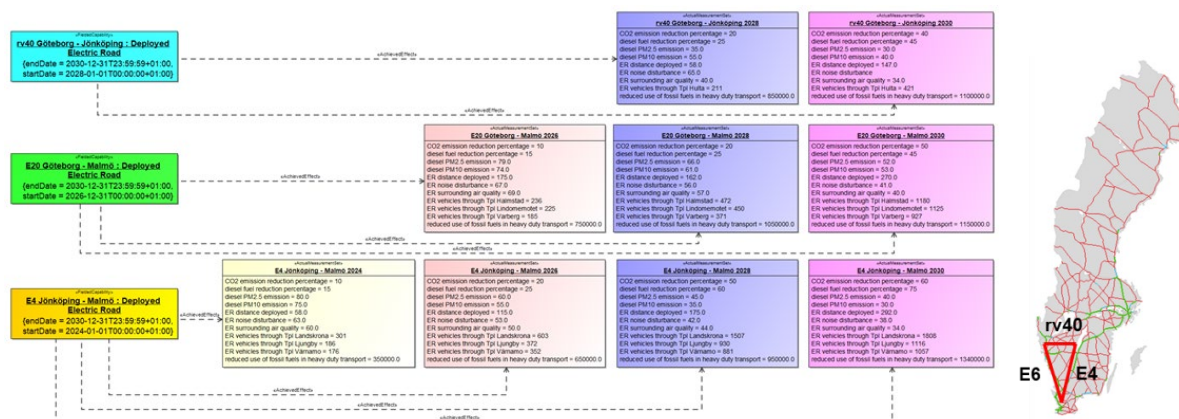 «ActualMeasurementSet»
rv40 Göteborg - Jönköping 2028
CO2 emission reduction percentage = 20
diesel fuel reduction percentage = 25
diesel PM2.5 emission = 35.0
diesel PM10 emission = 55.0
ER distance deployed = 58.0
ER noise disturbance = 65.0
ER surrounding air quality = 40.0
ER vehicles through Tpl Hulta = 211
reduced use of fossil fuels in heavy duty transport = 850000.0
«ActualMeasurementSet»
rv40 Göteborg - Jönköping 2030
CO2 emission reduction percentage = 40
diesel fuel reduction percentage = 45
diesel PM2.5 emission = 30.0
diesel PM10 emission = 40.0
ER distance deployed = 147.0
ER noise disturbance
ER surrounding air quality = 34.0
ER vehicles through Tpl Hulta = 421
reduced use of fossil fuels in heavy duty transport = 1100000.0
«FieldedCapability»
rv40 Göteborg - Jönköping : Deployed
Electric Road
{endDate = 2030-12-31T23:59:59+01:00,
startDate = 2028-01-01T00:00:00+01:00}
«AchievedEffect»
«AchievedEffect»
«FieldedCapability»
E20 Göteborg - Malmö : Deployed
Electric Road
{endDate = 2030-12-31T23:59:59+01:00,
startDate = 2026-12-31T00:00:00+01:00}
«AchievedEffect»
«AchievedEffect»
«AchievedEffect»
«ActualMeasurementSet»
E20 Göteborg - Malmö 2026
CO2 emission reduction percentage = 10
diesel fuel reduction percentage = 15
diesel PM2.5 emission = 79.0
diesel PM10 emission = 74.0
ER distance deployed = 175.0
ER noise disturbance = 67.0
ER surrounding air quality = 69.0
ER vehicles through Tpl Halmstad = 236
ER vehicles through Tpl Lindomemotet = 225
ER vehicles through Tpl Varberg = 185
reduced use of fossil fuels in heavy duty transport = 750000.0
«ActualMeasurementSet»
E20 Göteborg - Malmö 2028
CO2 emission reduction percentage = 20
diesel fuel reduction percentage = 25
diesel PM2.5 emission = 66.0
diesel PM10 emission = 61.0
ER distance deployed = 162.0
ER noise disturbance = 56.0
ER surrounding air quality = 57.0
ER vehicles through Tpl Halmstad = 472
ER vehicles through Tpl Lindomemotet = 450
ER vehicles through Tpl Varberg = 371
reduced use of fossil fuels in heavy duty transport = 1050000.0
«ActualMeasurementSet»
E20 Göteborg - Malmö 2030
CO2 emission reduction percentage = 50
diesel fuel reduction percentage = 45
diesel PM2.5 emission = 52.0
diesel PM10 emission = 53.0
ER distance deployed = 270.0
ER noise disturbance = 41.0
ER surrounding air quality = 40.0
ER vehicles through Tpl Halmstad = 1180
ER vehicles through Tpl Lindomemotet = 1125
ER vehicles through Tpl Varberg = 927
reduced use of fossil fuels in heavy duty transport = 1150000.0
«FieldedCapability»
E4 Jönköping - Malmö : Deployed
Electric Road
{endDate = 2030-12-31T23:59:59+01:00,
startDate = 2024-01-01T00:00:00+01:00}
«AchievedEffect»
«AchievedEffect»
«AchievedEffect»
«AchievedEffect»
«ActualMeasurementSet»
E4 Jönköping - Malmö 2024
CO2 emission reduction percentage = 10
diesel fuel reduction percentage = 15
diesel PM2.5 emission = 80.0
diesel PM10 emission = 75.0
ER distance deployed = 58.0
ER noise disturbance = 63.0
ER surrounding air quality = 60.0
ER vehicles through Tpl Landskrona = 301
ER vehicles through Tpl Ljungby = 186
ER vehicles through Tpl Värnamo = 176
reduced use of fossil fuels in heavy duty transport = 350000.0
«ActualMeasurementSet»
E4 Jönköping - Malmö 2026
CO2 emission reduction percentage = 20
diesel fuel reduction percentage = 25
diesel PM2.5 emission = 60.0
diesel PM10 emission = 55.0
ER distance deployed = 115.0
ER noise disturbance = 53.0
ER surrounding air quality = 50.0
ER vehicles through Tpl Landskrona = 603
ER vehicles through Tpl Ljungby = 372
ER vehicles through Tpl Värnamo = 352
reduced use of fossil fuels in heavy duty transport = 650000.0
«ActualMeasurementSet»
E4 Jönköping - Malmö 2028
CO2 emission reduction percentage = 50
diesel fuel reduction percentage = 60
diesel PM2.5 emission = 45.0
diesel PM10 emission = 35.0
ER distance deployed = 175.0
ER noise disturbance = 42.0
ER surrounding air quality = 44.0
ER vehicles through Tpl Landskrona = 1507
ER vehicles through Tpl Ljungby = 930
ER vehicles through Tpl Värnamo = 881
reduced use of fossil fuels in heavy duty transport = 950000.0
«ActualMeasurementSet»
E4 Jönköping - Malmö 2030
CO2 emission reduction percentage = 60
diesel fuel reduction percentage = 75
diesel PM2.5 emission = 40.0
diesel PM10 emission = 30.0
ER distance deployed = 292.0
ER noise disturbance = 38.0
ER surrounding air quality = 34.0
ER vehicles through Tpl Landskrona = 1808
ER vehicles through Tpl Ljungby = 1116
ER vehicles through Tpl Värnamo = 1057
reduced use of fossil fuels in heavy duty transport = 1340000.0
rv40
E6
E4